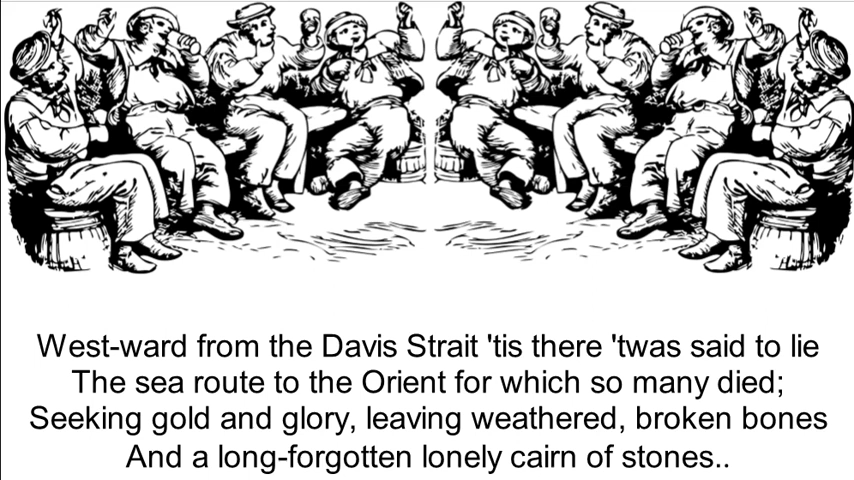 West-ward from the Davis Strait 'tis there 'twas said to lie
The sea route to the Orient for which so many died;
Seeking gold and glory, leaving weathered, broken bones
And a long-forgotten lonely cairn of stones..